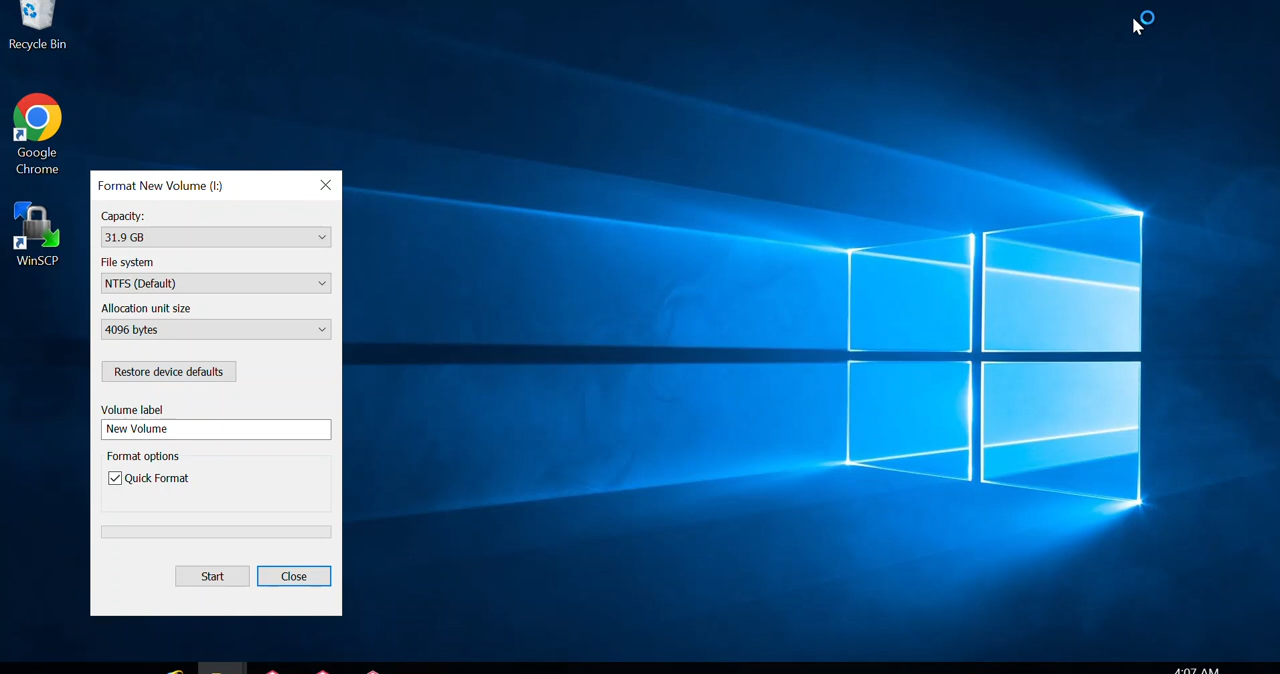 Recycle Bin
Google
Chrome
WinSCP
Format New Volume (I:)
Capacity:
31.9 GB
File system
NTFS (Default)
Allocation unit size
4096 bytes
Restore device defaults
Volume label
New Volume
Format options
Quick Format
Start
Close
4:07 AM